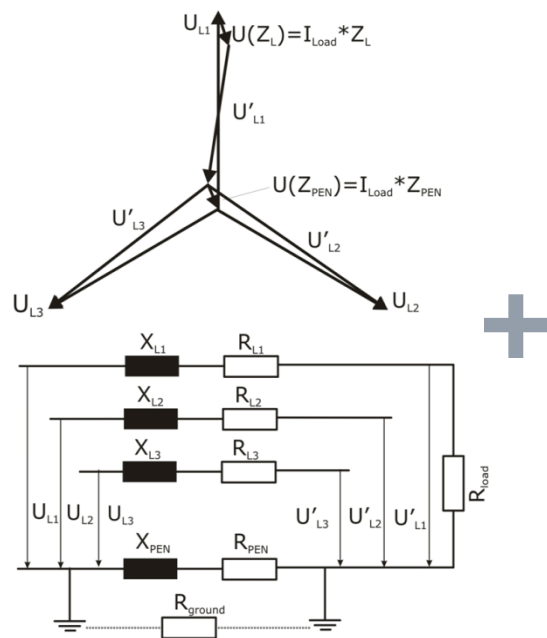 U_L1
U(Z_L)=I_Load*Z_L
U'_L1
U(Z_PEN)=I_Load*Z_PEN
U'_L3
U'_L2
U_L3
U_L2
X_L1 R_L1
X_L2 R_L2
X_L3 R_L3
R_load
U_L1 U_L2 U_L3 U'_L3 U'_L2 U'_L1
X_PEN R_PEN
R_ground